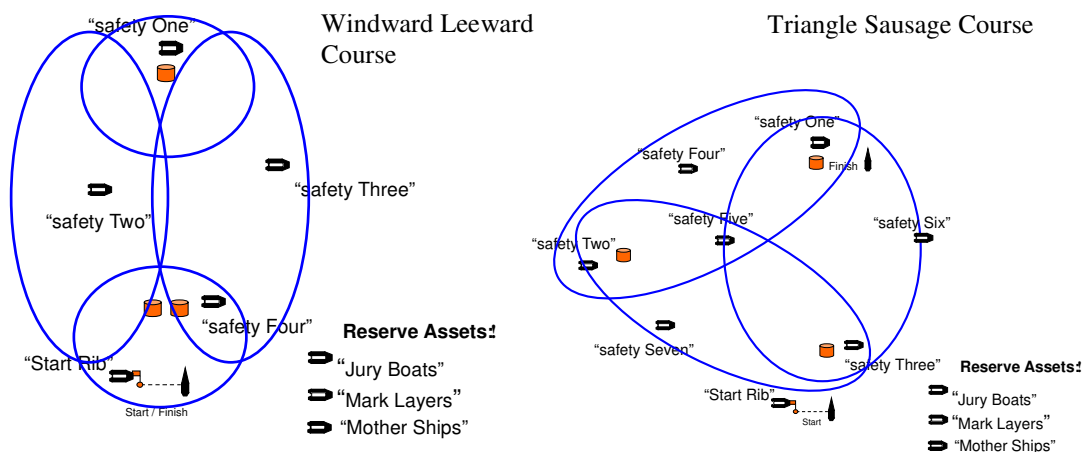 “safety One”
Windward Leeward
Course
“safety Three”
“safety Two”
“safety Four”
“Start Rib”
Start / Finish
Reserve Assets:
“Jury Boats”
“Mark Layers”
“Mother Ships”
Triangle Sausage Course
“safety One”
“safety Four”
Finish
“safety Five”
“safety Six”
“safety Two”
“safety Seven”
“safety Three”
“Start Rib”
Start
Reserve Assets:
“Jury Boats”
“Mark Layers”
“Mother Ships”